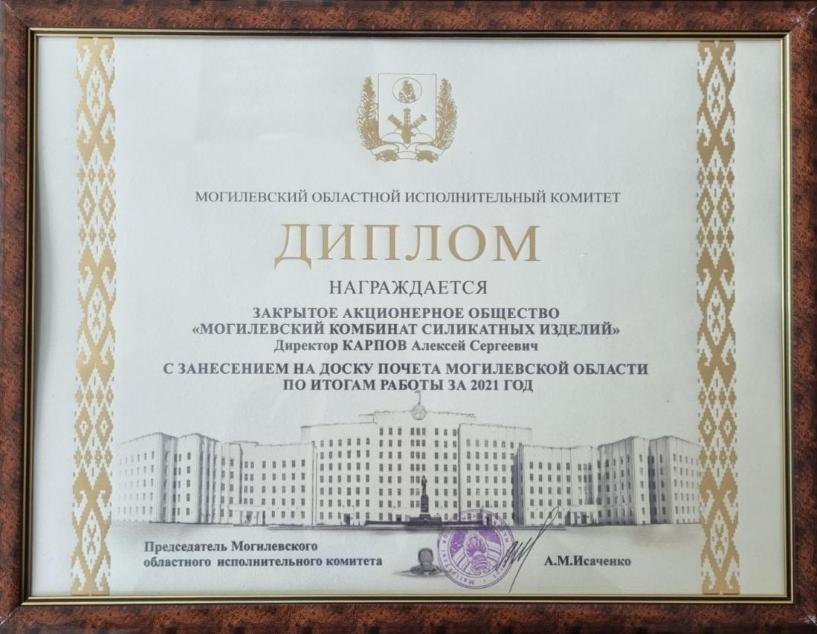 МОГИЛЕВСКИЙ ОБЛАСТНОЙ ИСПОЛНИТЕЛЬНЫЙ КОМИТЕТ
ДИПЛОМ
НАГРАЖДАЕТСЯ
ЗАКРЫТОЕ АКЦИОНЕРНОЕ ОБЩЕСТВО
«МОГИЛЕВСКИЙ КОМБИНАТ СИЛИКАТНЫХ ИЗДЕЛИЙ»
Директор КАРПОВ Алексей Сергеевич
С ЗАНЕСЕНИЕМ НА ДОСКУ ПОЧЕТА МОГИЛЕВСКОЙ ОБЛАСТИ
ПО ИТОГАМ РАБОТЫ ЗА 2021 ГОД
Председатель Могилевского
областного исполнительного комитета А.М.Исаченко